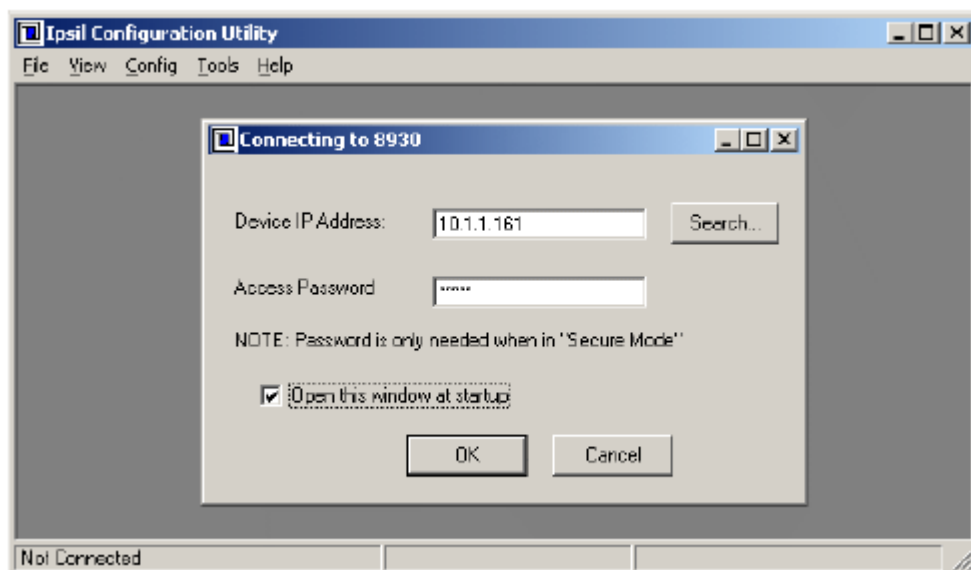 Ipsil Configuration Utility
File View Config Tools Help
Connecting to 8930
Device IP Address: 10.1.1.161 Search...
Access Password *****
NOTE: Password is only needed when in "Secure Mode"
Open this window at startup
OK Cancel
Not Connected